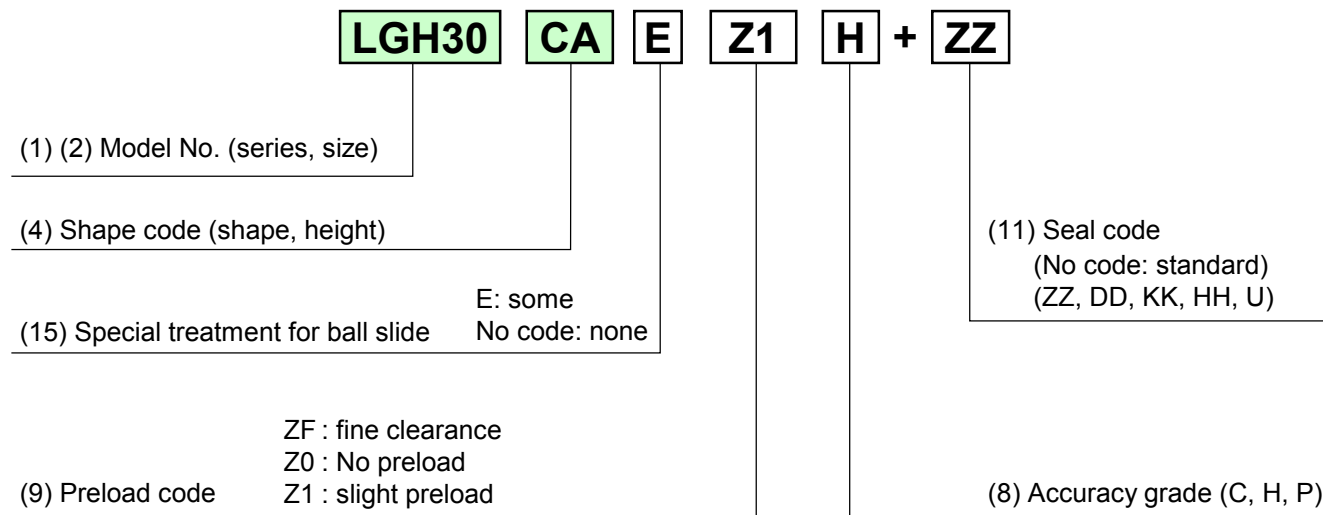 LGH30 CA E Z1 H + ZZ
(1) (2) Model No. (series, size)
(4) Shape code (shape, height)
(11) Seal code
(No code: standard)
(ZZ, DD, KK, HH, U)
E: some
(15) Special treatment for ball slide No code: none
ZF : fine clearance
Z0 : No preload
(9) Preload code Z1 : slight preload
(8) Accuracy grade (C, H, P)